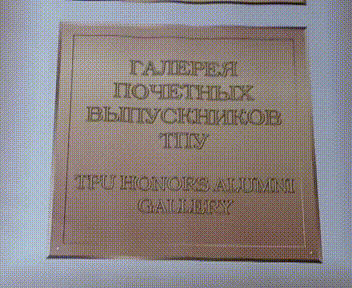 ГАЛЕРЕЯ
ПОЧЕТНЫХ
ВЫПУСКНИКОВ
ТПУ
TPU HONORS ALUMNI
GALLERY